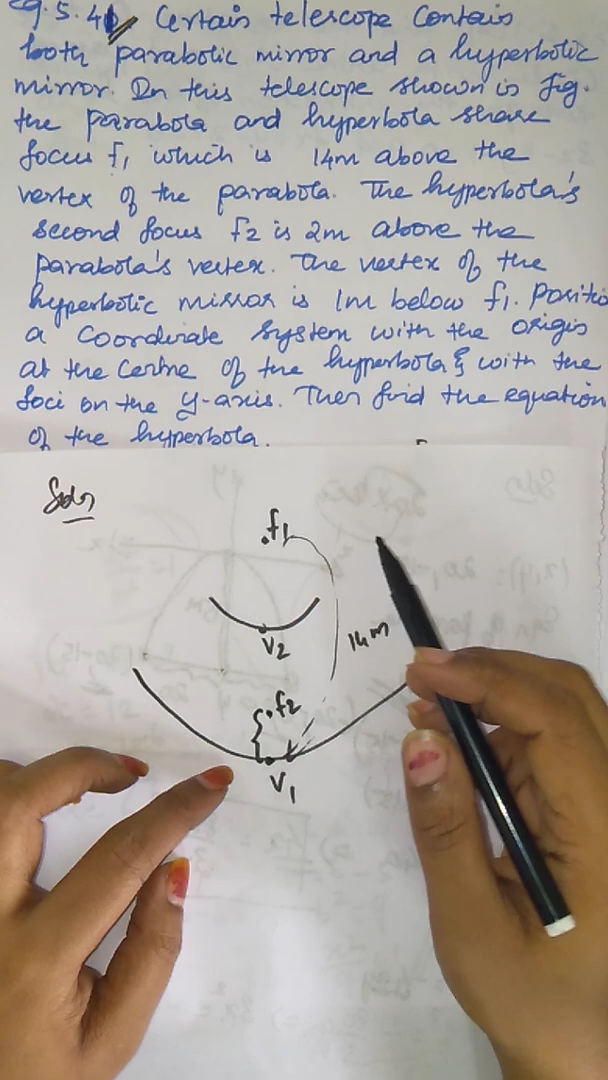 9.5.4) Certain telescope contain
both parabolic mirror and a hyperbolic
mirror. In this telescope shown in fig.
the parabola and hyperbola share
focus f1 which is 14m above the
vertex of the parabola. The hyperbola's
second focus f2 is 2m above the
parabola's vertex. The vertex of the
hyperbolic mirror is 1m below f1. Positio
a coordinate system with the origin
at the centre of the hyperbola & with the
foci on the y-axis. Then find the equation
of the hyperbola.
Soln
f1
V2
14m
f2
V1